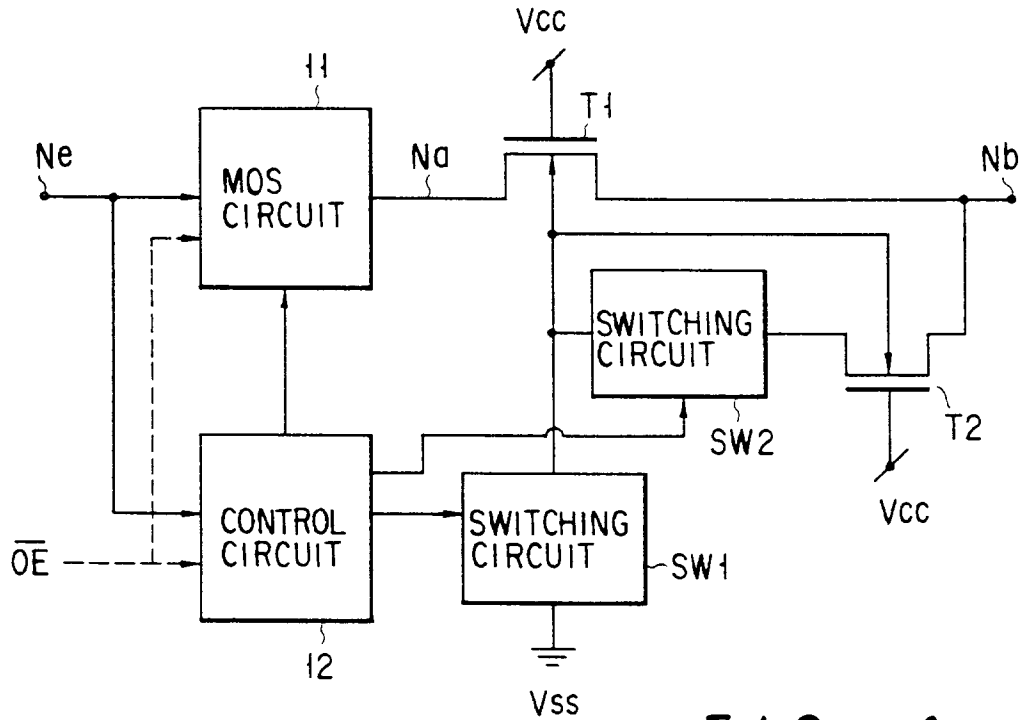 Vcc
11
T1
Ne
MOS
CIRCUIT
Na
Nb
SWITCHING
CIRCUIT
SW2
T2
Vcc
CONTROL
CIRCUIT
SWITCHING
CIRCUIT
SW1
O̅E̅
12
Vss